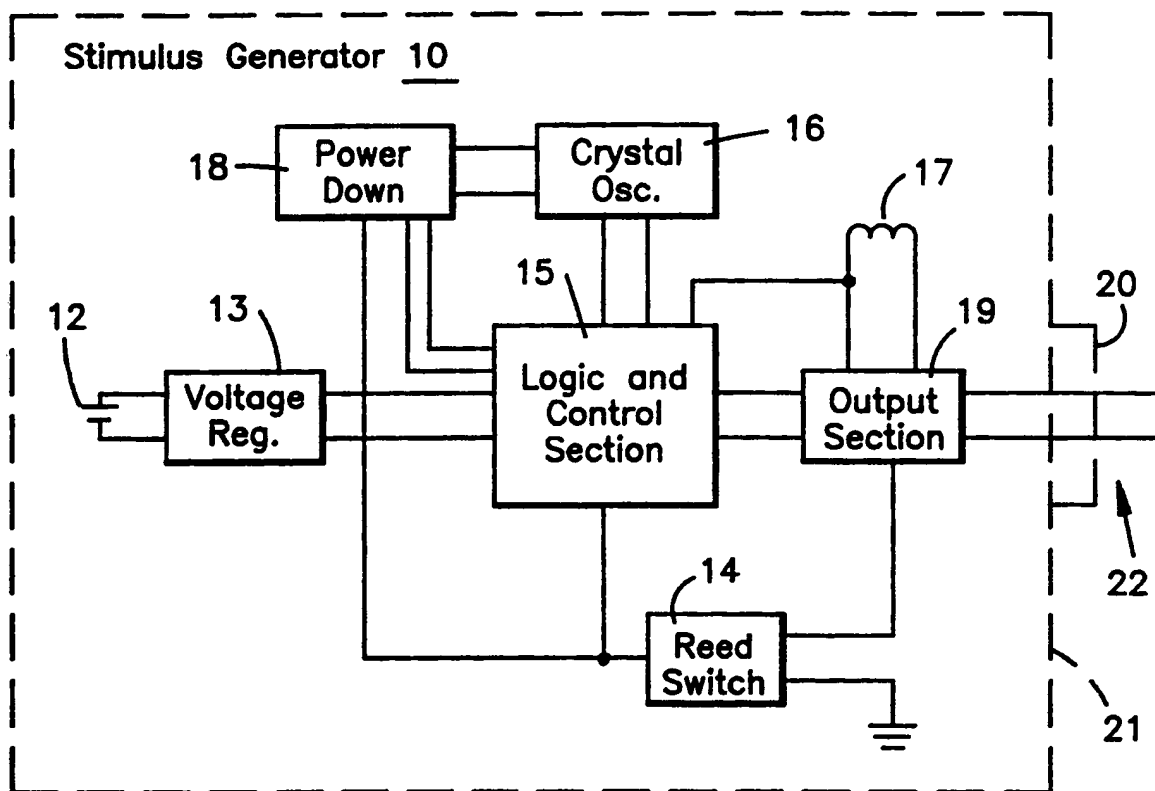 Stimulus Generator 10
18
Power
Down
Crystal
Osc.
16
17
12
13
Voltage
Reg.
15
Logic and
Control
Section
19
Output
Section
20
22
14
Reed
Switch
21